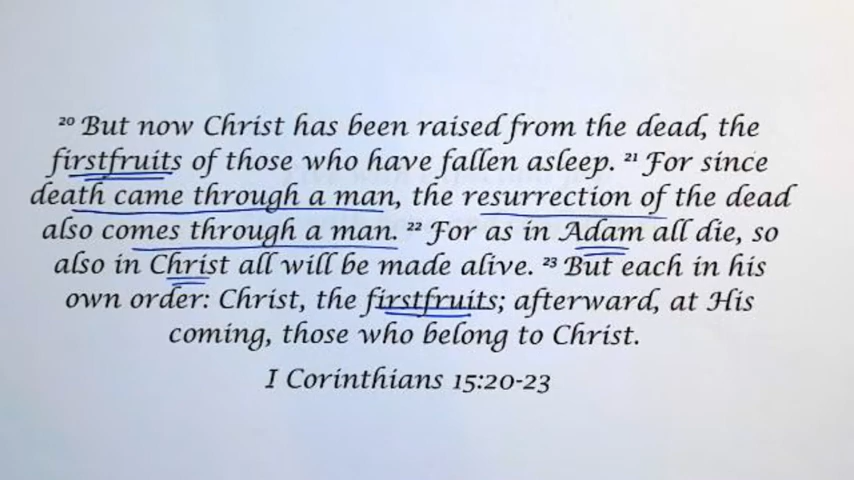 ²⁰ But now Christ has been raised from the dead, the
firstfruits of those who have fallen asleep. ²¹ For since
death came through a man, the resurrection of the dead
also comes through a man. ²² For as in Adam all die, so
also in Christ all will be made alive. ²³ But each in his
own order: Christ, the firstfruits; afterward, at His
coming, those who belong to Christ.
I Corinthians 15:20-23